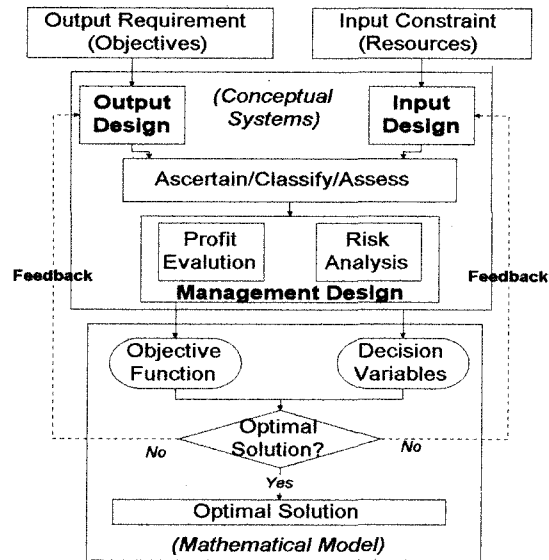 Output Requirement
(Objectives)
Input Constraint
(Resources)
Output
Design
(Conceptual
Systems)
Input
Design
Ascertain/Classify/Assess
Profit
Evalution
Risk
Analysis
Management Design
Feedback
Feedback
Objective
Function
Decision
Variables
Optimal
Solution?
No
No
Yes
Optimal Solution
(Mathematical Model)